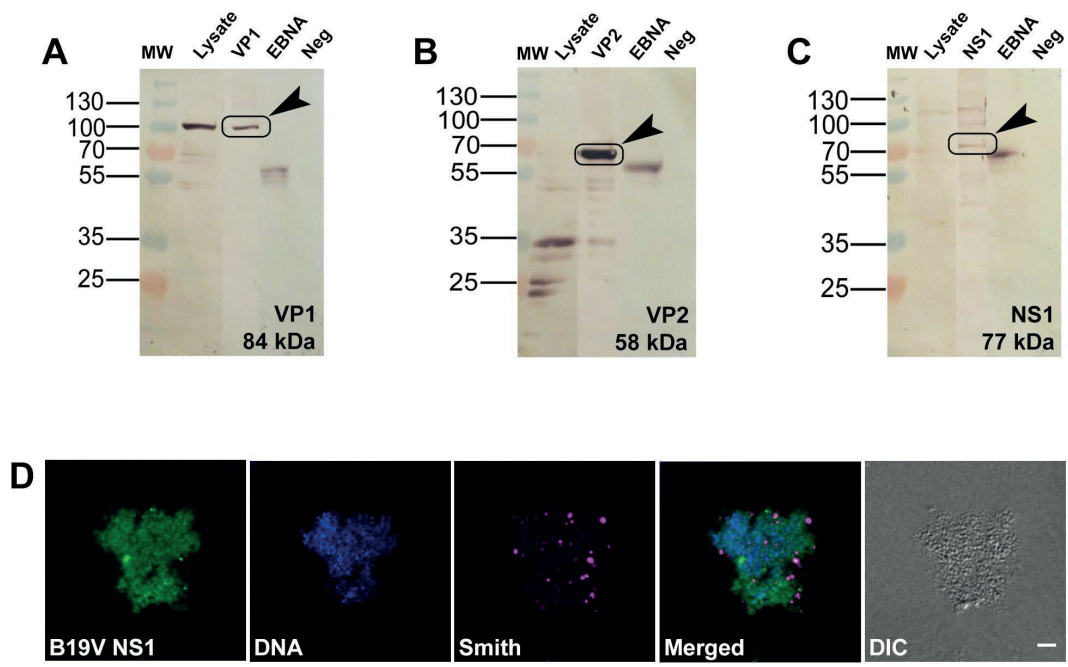 A
MW Lysate VP1 EBNA Neg
130
100
70
55
35
25
VP1
84 kDa
B
MW Lysate VP2 EBNA Neg
130
100
70
55
35
25
VP2
58 kDa
C
MW Lysate NS1 EBNA Neg
130
100
70
55
35
25
NS1
77 kDa
D
B19V NS1
DNA
Smith
Merged
DIC